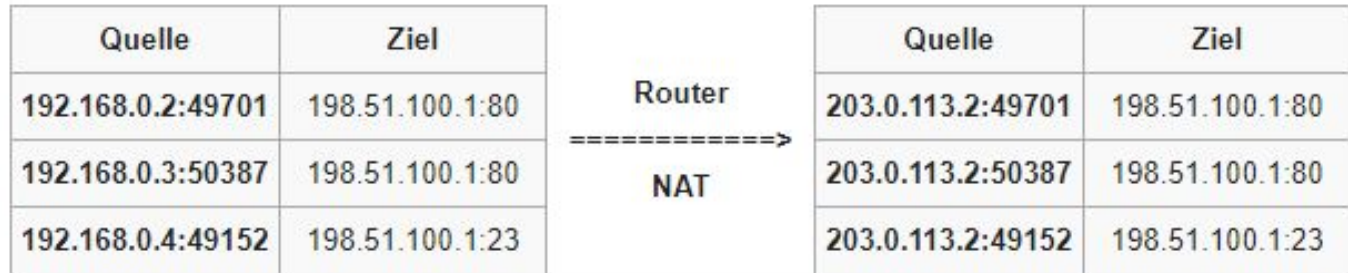 Quelle Ziel
192.168.0.2:49701 198.51.100.1:80
192.168.0.3:50387 198.51.100.1:80
192.168.0.4:49152 198.51.100.1:23
Router
============>
NAT
Quelle Ziel
203.0.113.2:49701 198.51.100.1:80
203.0.113.2:50387 198.51.100.1:80
203.0.113.2:49152 198.51.100.1:23